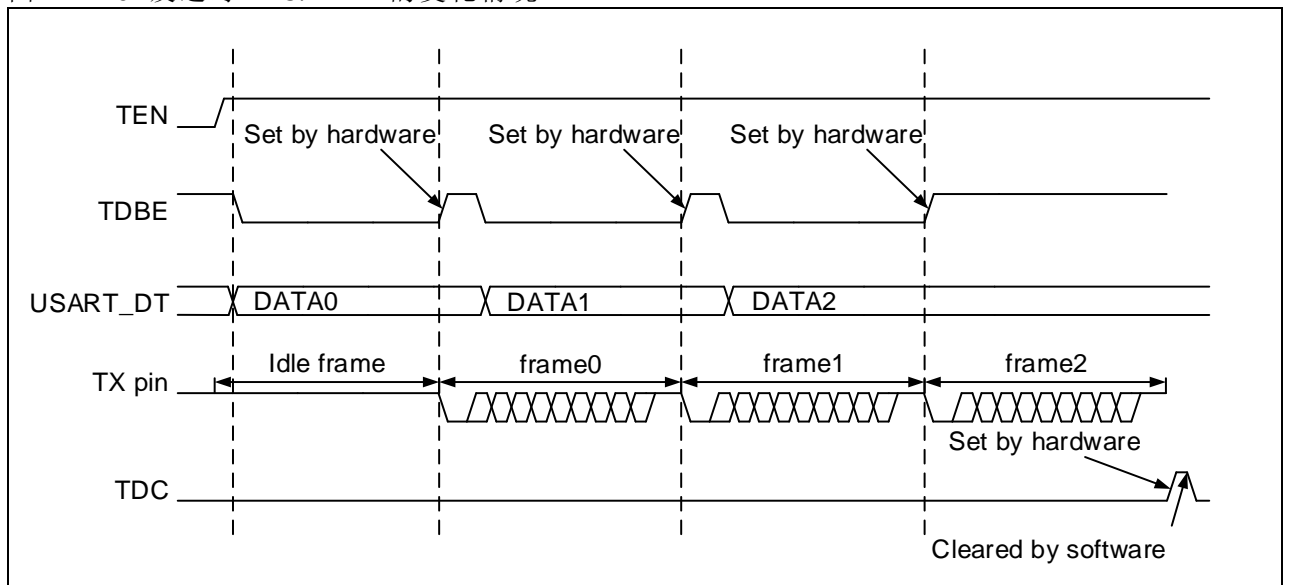 TEN
Set by hardware Set by hardware Set by hardware
TDBE
USART_DT DATA0 DATA1 DATA2
Idle frame frame0 frame1 frame2
TX pin
Set by hardware
TDC
Cleared by software